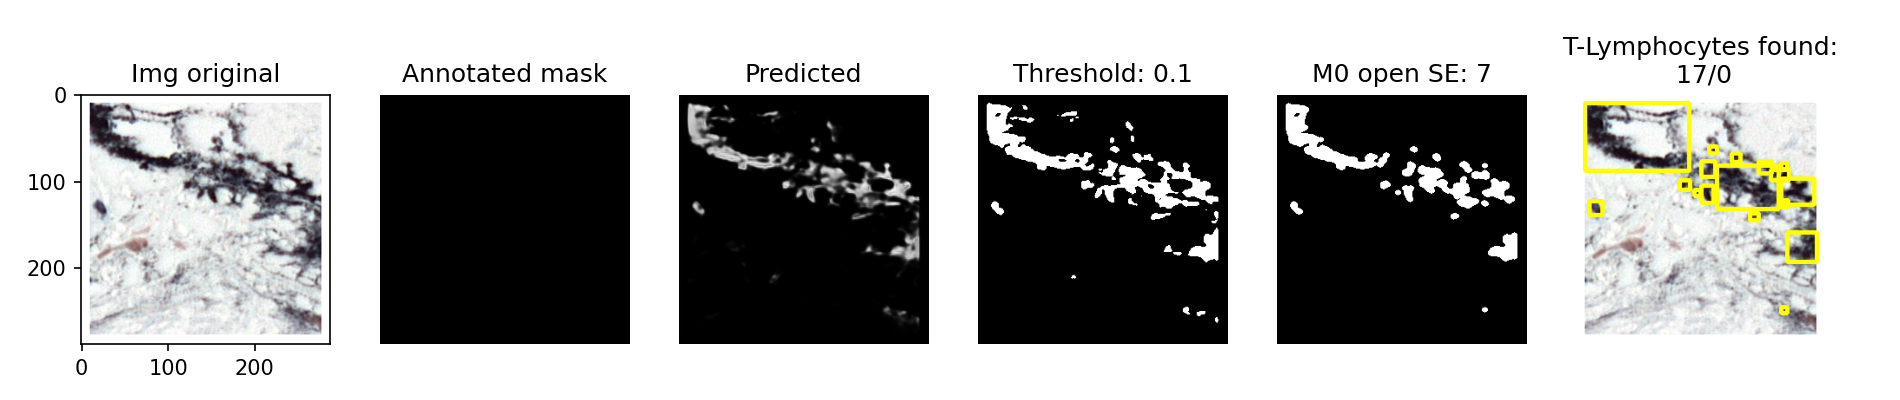 Img original
Annotated mask
Predicted
Threshold: 0.1
M0 open SE: 7
T-Lymphocytes found:
17/0
0
100
200
0
100
200